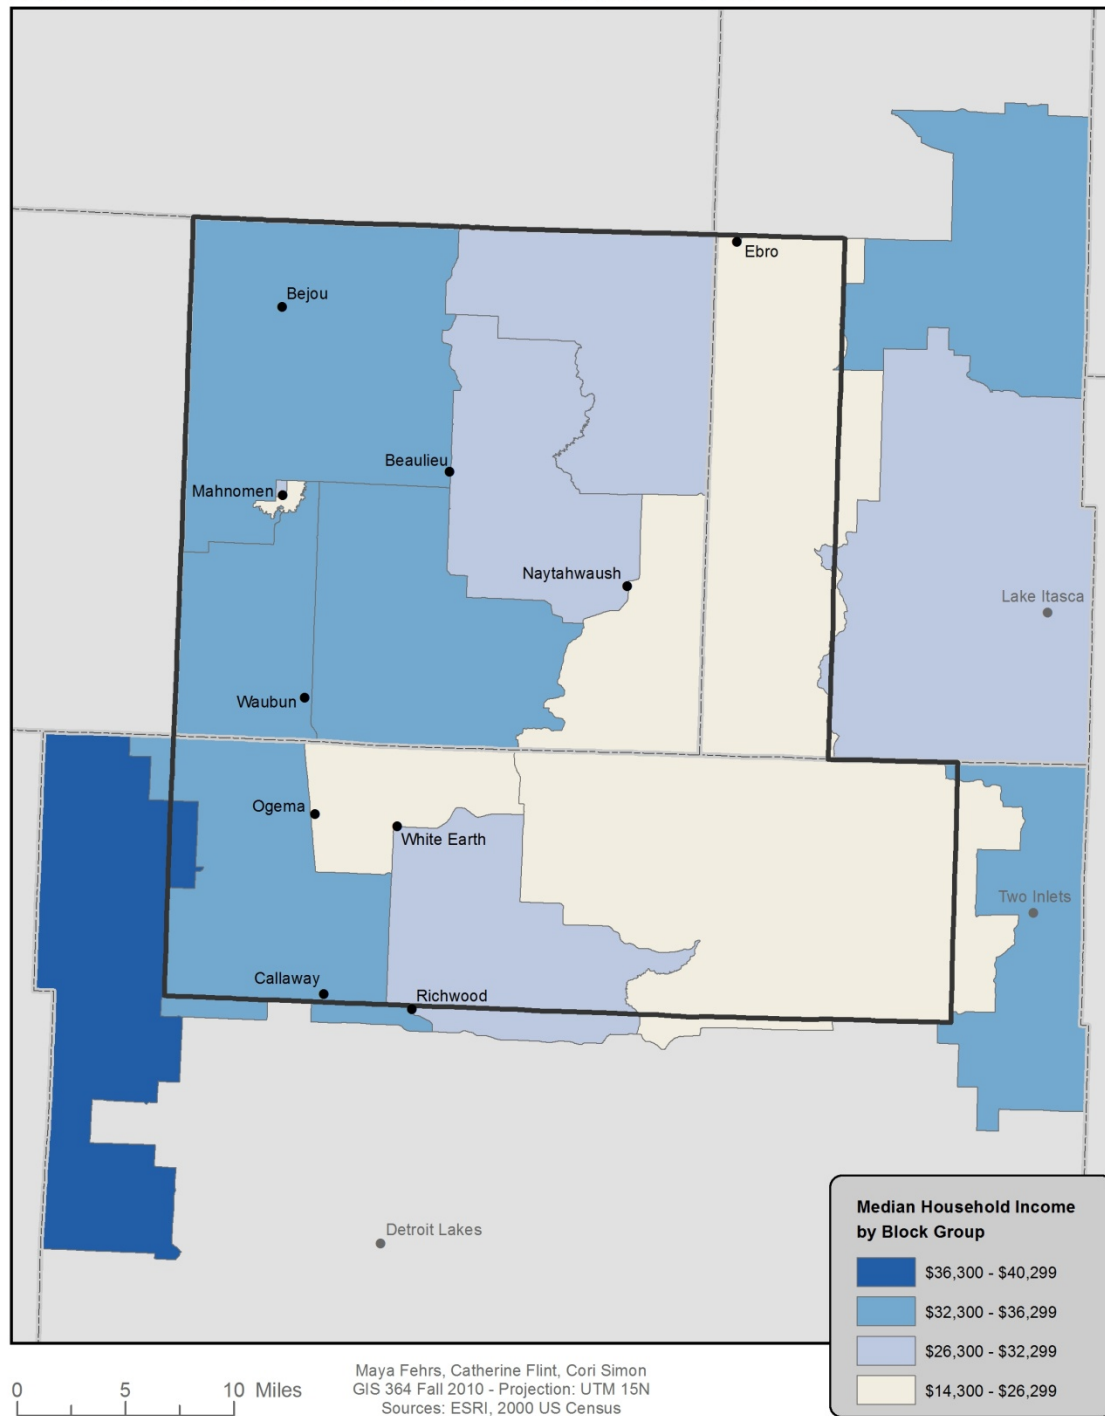 Ebro
Bejou
Beaulieu
Mahnomen
Naytahwaush
Lake Itasca
Waubun
Ogema
White Earth
Two Inlets
Callaway
Richwood
Detroit Lakes
Median Household Income
by Block Group
$36,300 - $40,299
$32,300 - $36,299
$26,300 - $32,299
$14,300 - $26,299
0 5 10 Miles
Maya Fehrs, Catherine Flint, Cori Simon
GIS 364 Fall 2010 - Projection: UTM 15N
Sources: ESRI, 2000 US Census